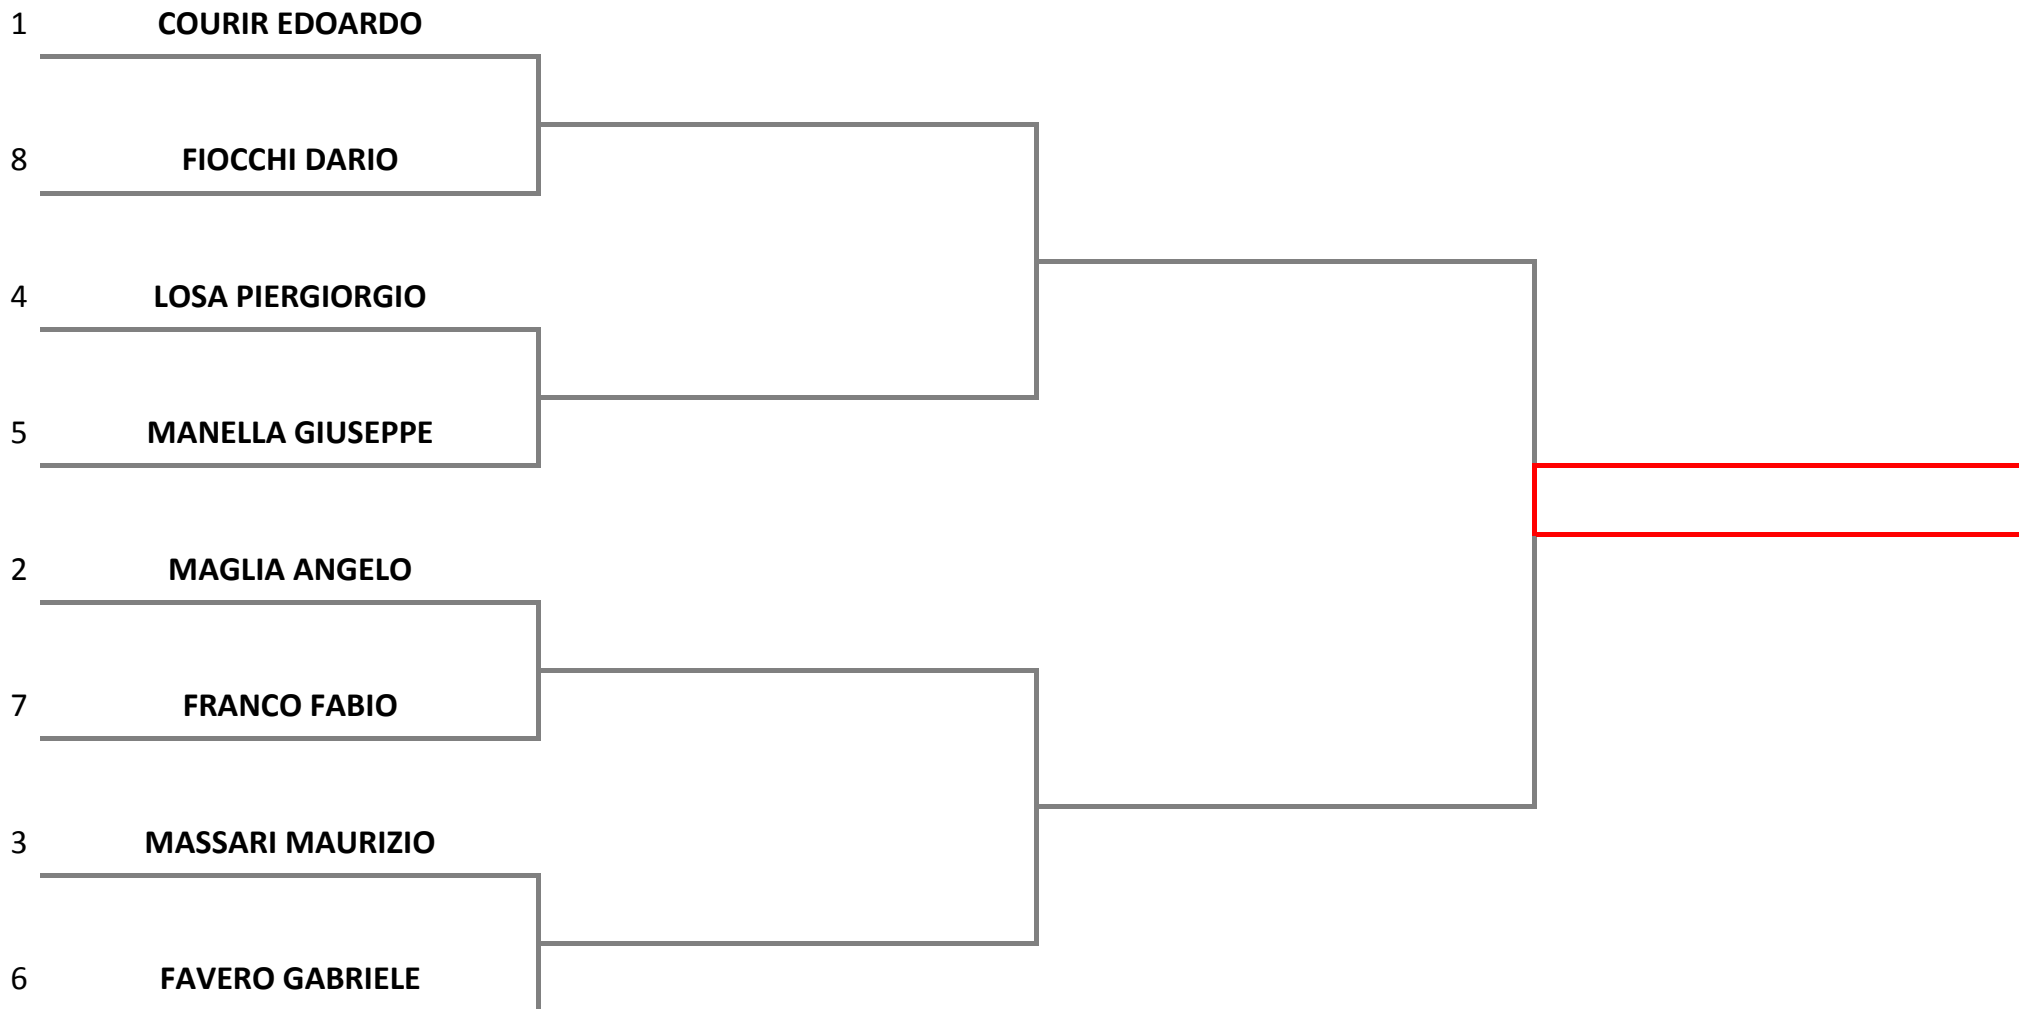 1 COURIR EDOARDO
8 FIOCCHI DARIO
4 LOSA PIERGIORGIO
5 MANELLA GIUSEPPE
2 MAGLIA ANGELO
7 FRANCO FABIO
3 MASSARI MAURIZIO
6 FAVERO GABRIELE